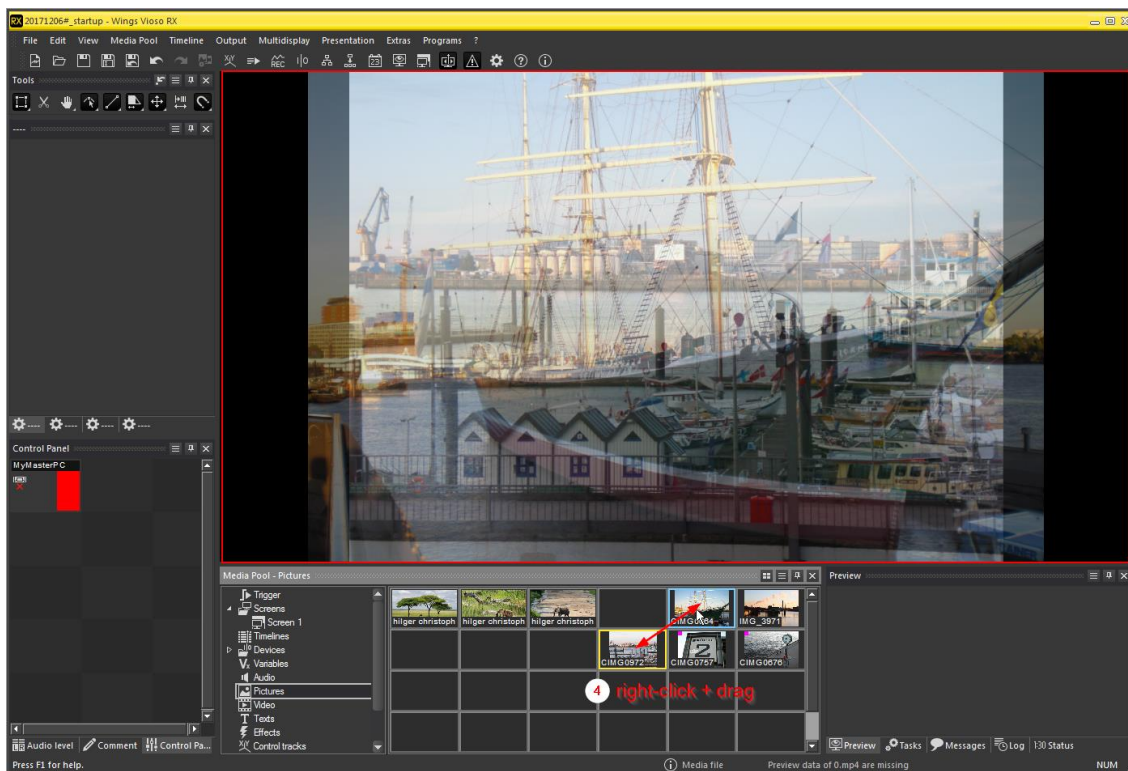 RX 20171206#_startup - Wings Vioso RX
File Edit View Media Pool Timeline Output Multidisplay Presentation Extras Programs ?
Tools
----
---- ---- ---- ----
Control Panel
MyMasterPC
Audio level Comment Control Pa...
Media Pool - Pictures
Trigger
Screens
Screen 1
Timelines
Devices
Variables
Audio
Pictures
Video
Texts
Effects
Control tracks
hilger christoph hilger christoph hilger christoph IMG_3971
CIMG0972 CIMG0757 CIMG0676
4 right-click + drag
Preview
Preview Tasks Messages Log Status
Press F1 for help. Media file Preview data of 0.mp4 are missing NUM